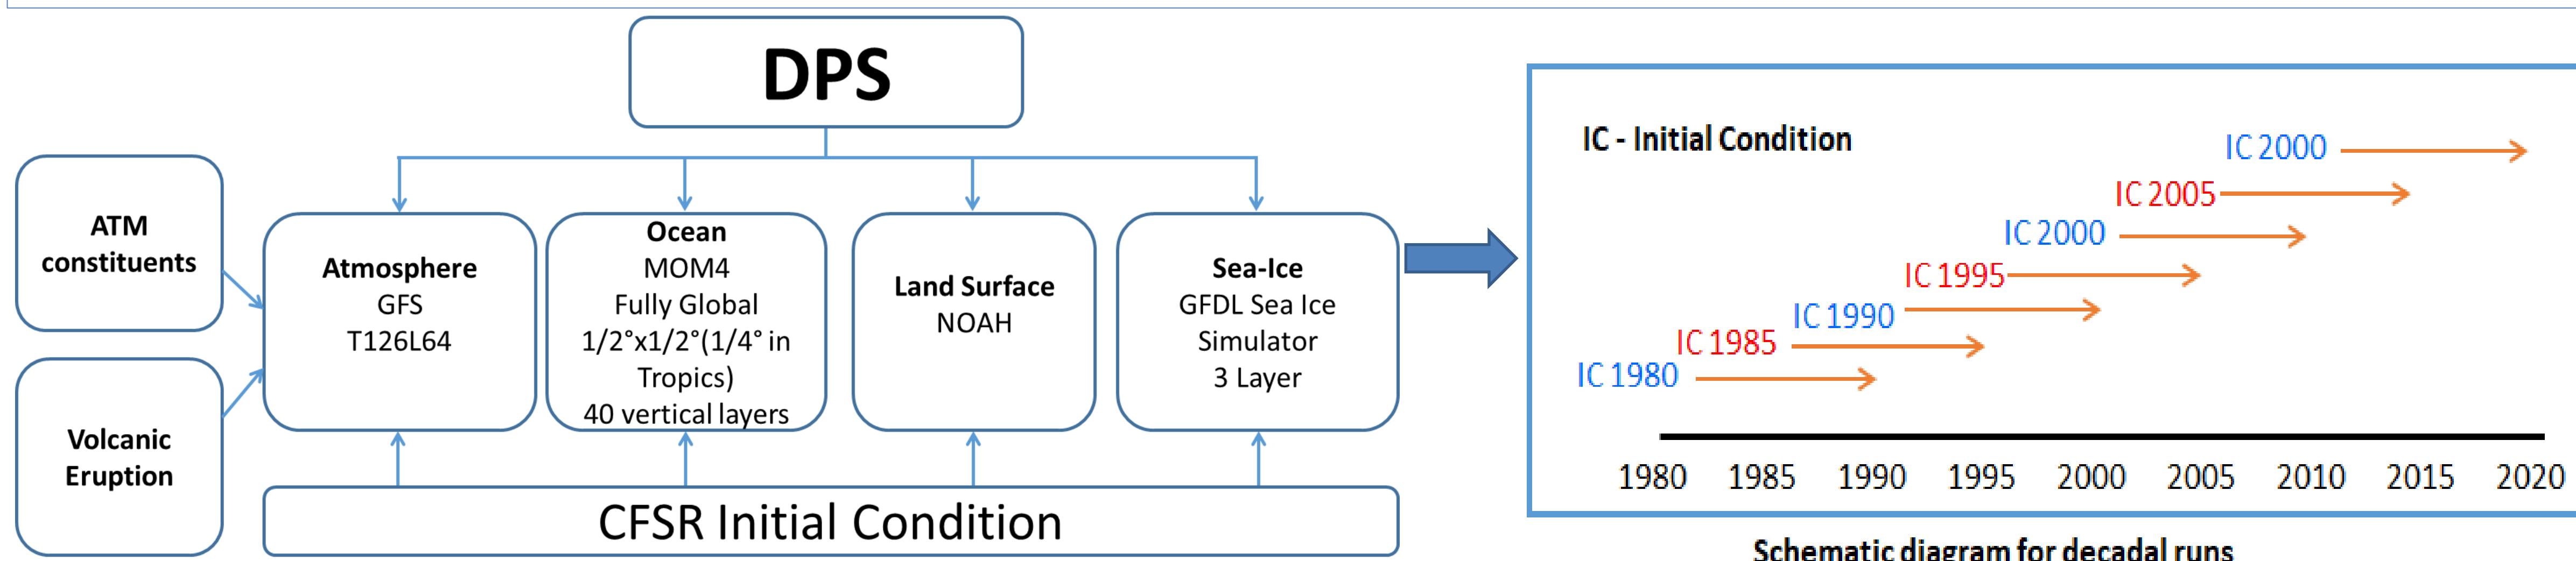 DPS
ATM
constituents
Volcanic
Eruption
Atmosphere
GFS
T126L64
Ocean
MOM4
Fully Global
1/2°x1/2°(1/4° in
Tropics)
40 vertical layers
Land Surface
NOAH
Sea-Ice
GFDL Sea Ice
Simulator
3 Layer
CFSR Initial Condition
IC - Initial Condition
IC 2000
IC 2005
IC 2000
IC 1995
IC 1990
IC 1985
IC 1980
1980 1985 1990 1995 2000 2005 2010 2015 2020
Schematic diagram for decadal runs